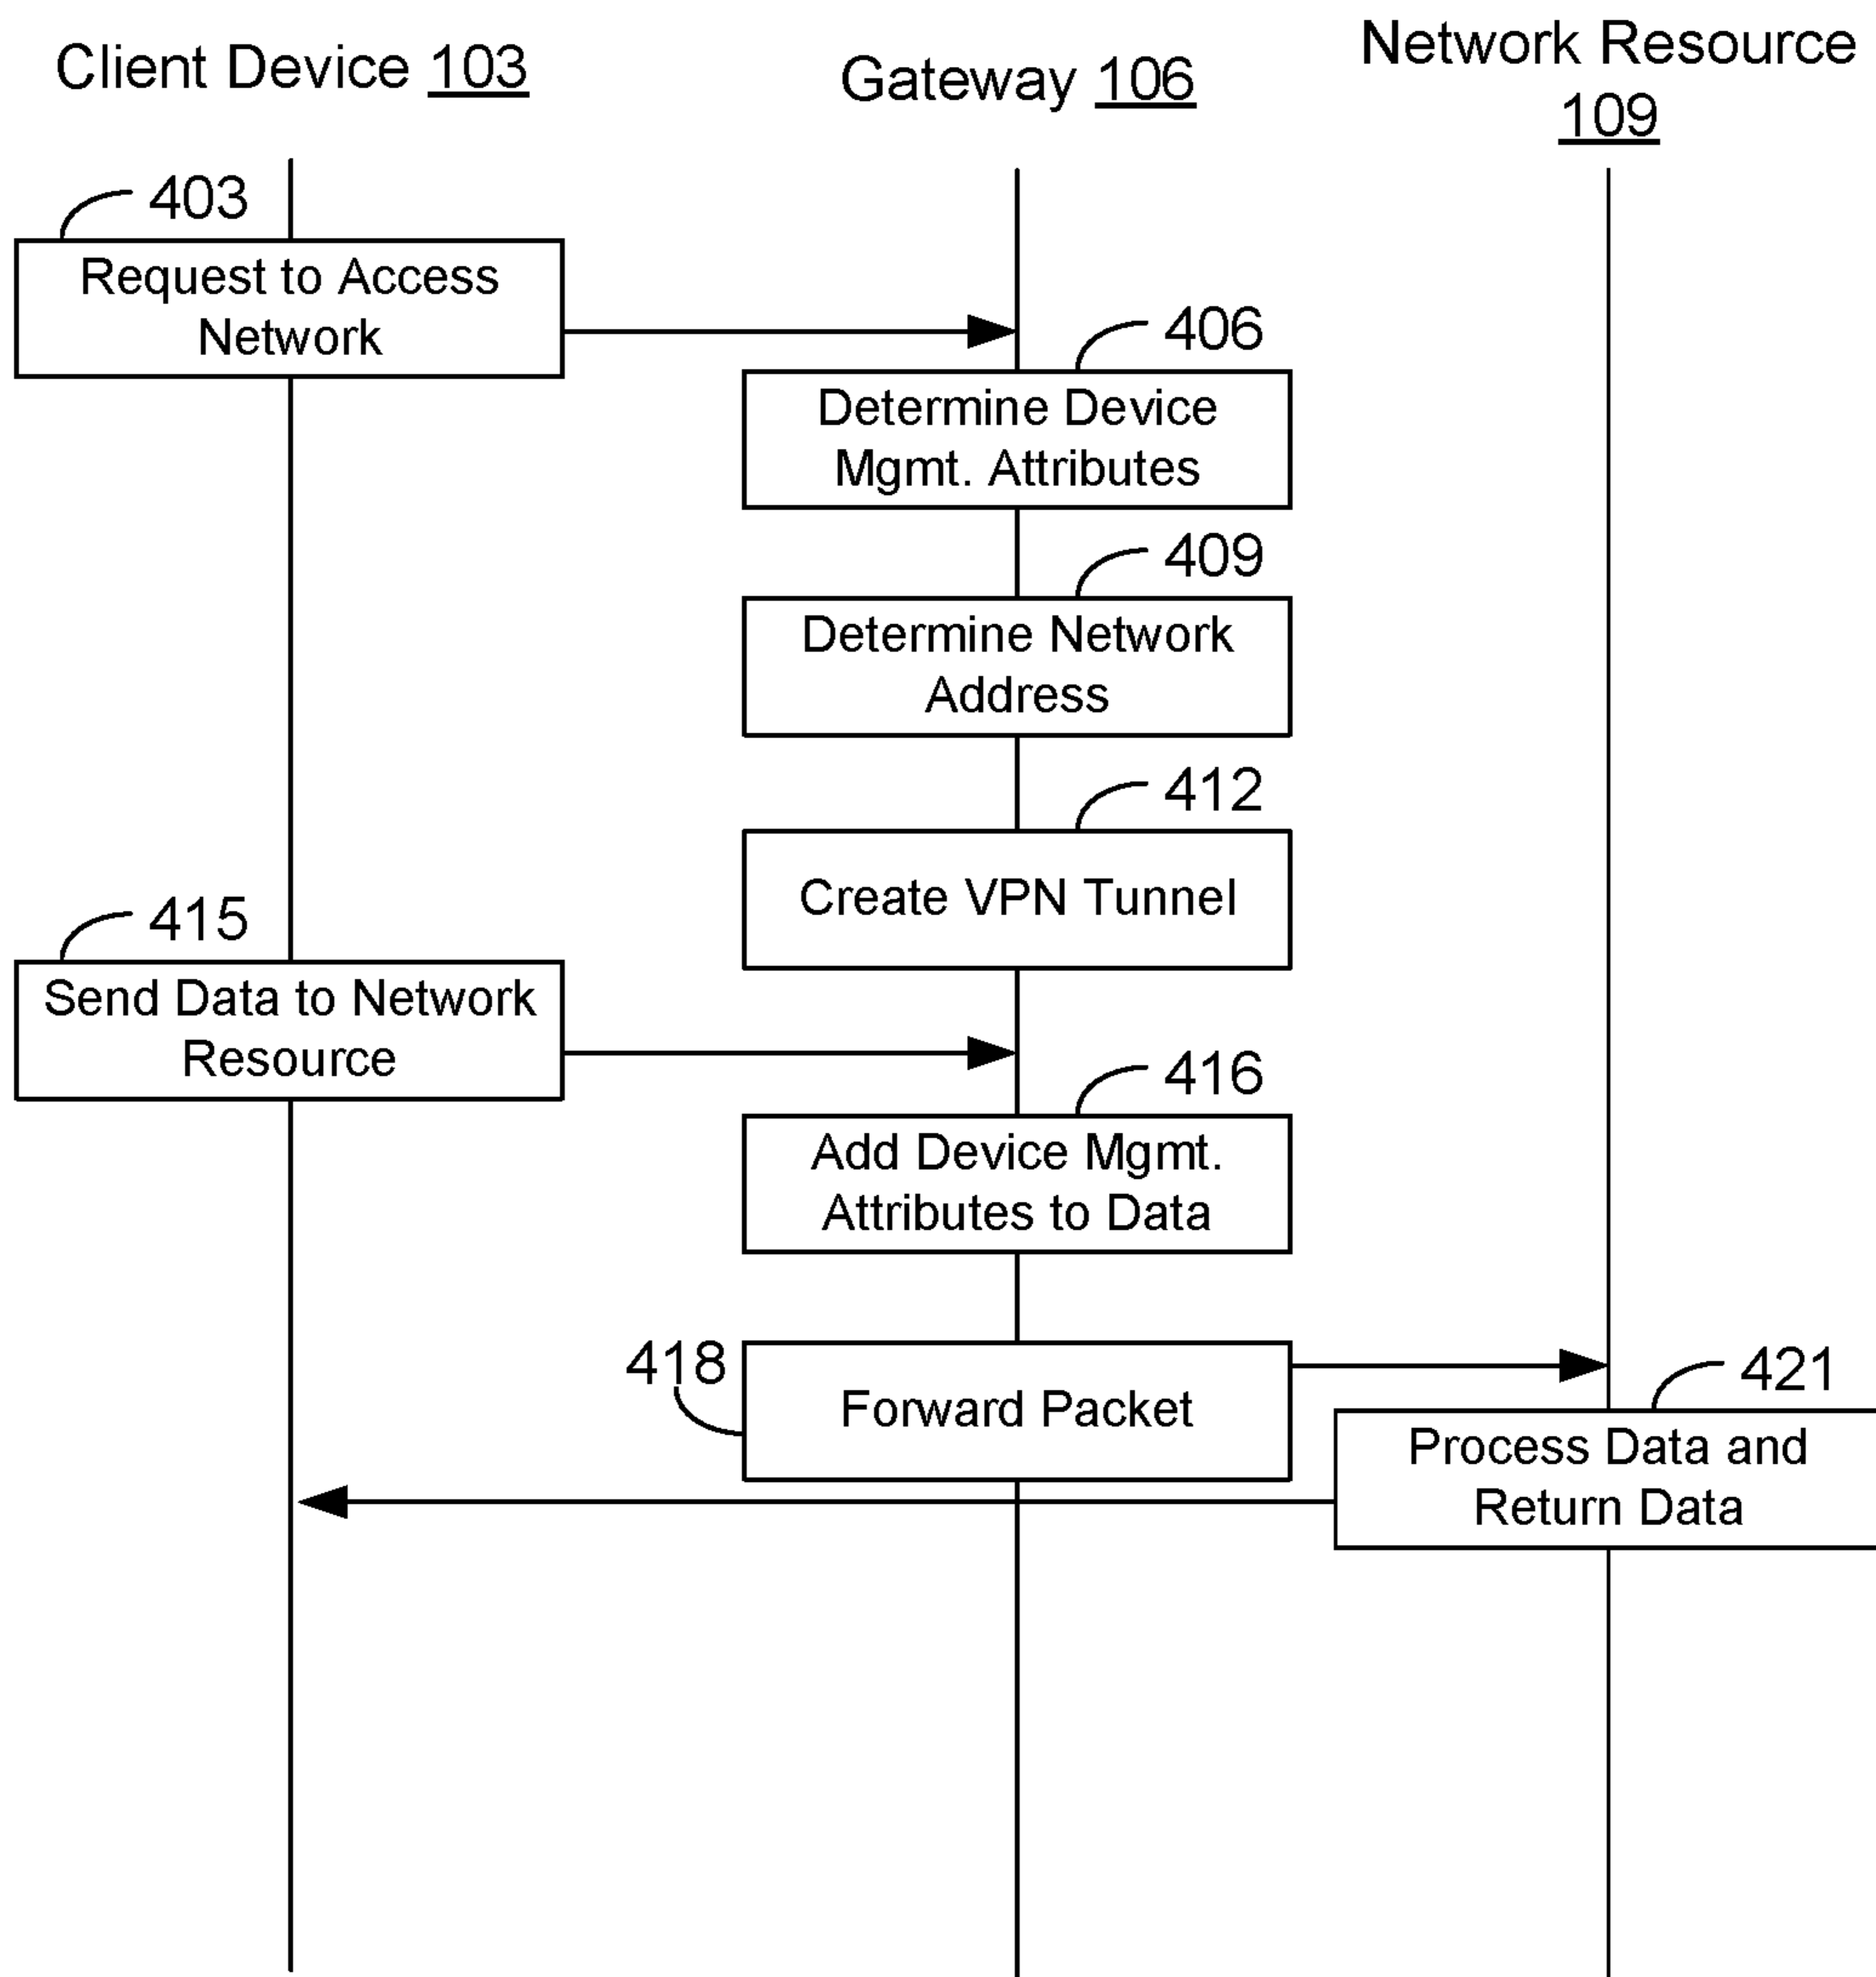 Client Device 103
Gateway 106
Network Resource
109
403
Request to Access
Network
406
Determine Device
Mgmt. Attributes
409
Determine Network
Address
412
Create VPN Tunnel
415
Send Data to Network
Resource
416
Add Device Mgmt.
Attributes to Data
418
Forward Packet
421
Process Data and
Return Data